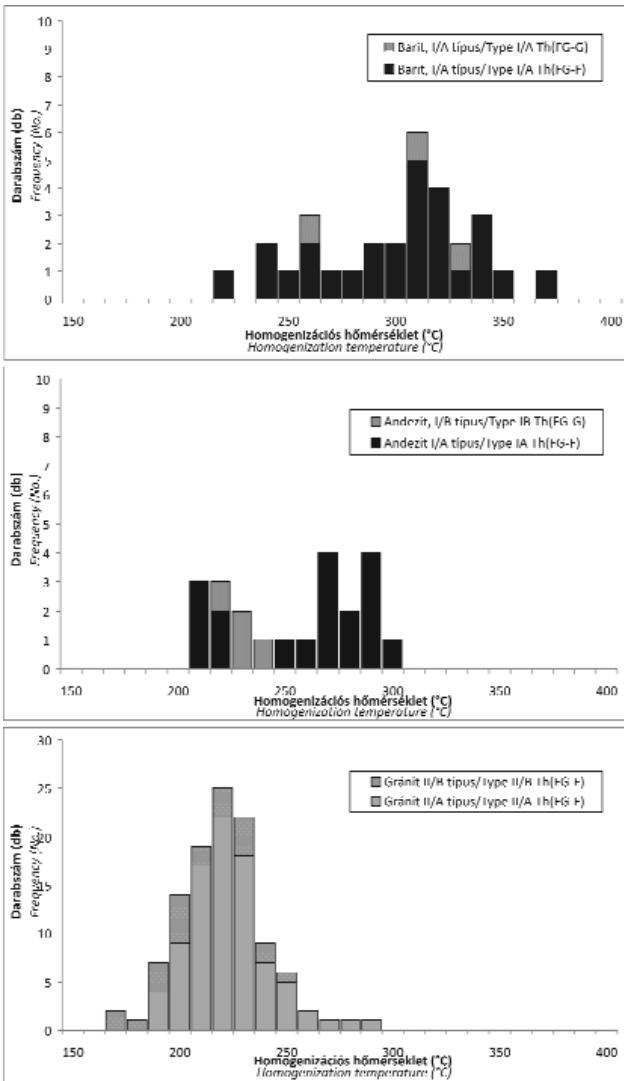 10
9
8
7
6
5
4
3
2
1
0
Darabszám (db)
Frequency (No.)
Barit, I/A típus/Type I/A Th(FG-G)
Barit, I/A típus/Type I/A Th(FG-F)
150 200 250 300 350 400
Homogenizációs hőmérséklet (°C)
Homogenization temperature (°C)
10
9
8
7
6
5
4
3
2
1
0
Darabszám (db)
Frequency (No.)
Andezit, I/B típus/Type IB Th(FG-G)
Andezit I/A típus/Type IA Th(FG-F)
150 200 250 300 350 400
Homogenizációs hőmérséklet (°C)
Homogenization temperature (°C)
30
25
20
15
10
5
0
Darabszám (db)
Frequency (No.)
Gránit II/B típus/Type II/B Th(FG-F)
Gránit II/A típus/Type II/A Th(FG-F)
150 200 250 300 350 400
Homogenizációs hőmérséklet (°C)
Homogenization temperature (°C)